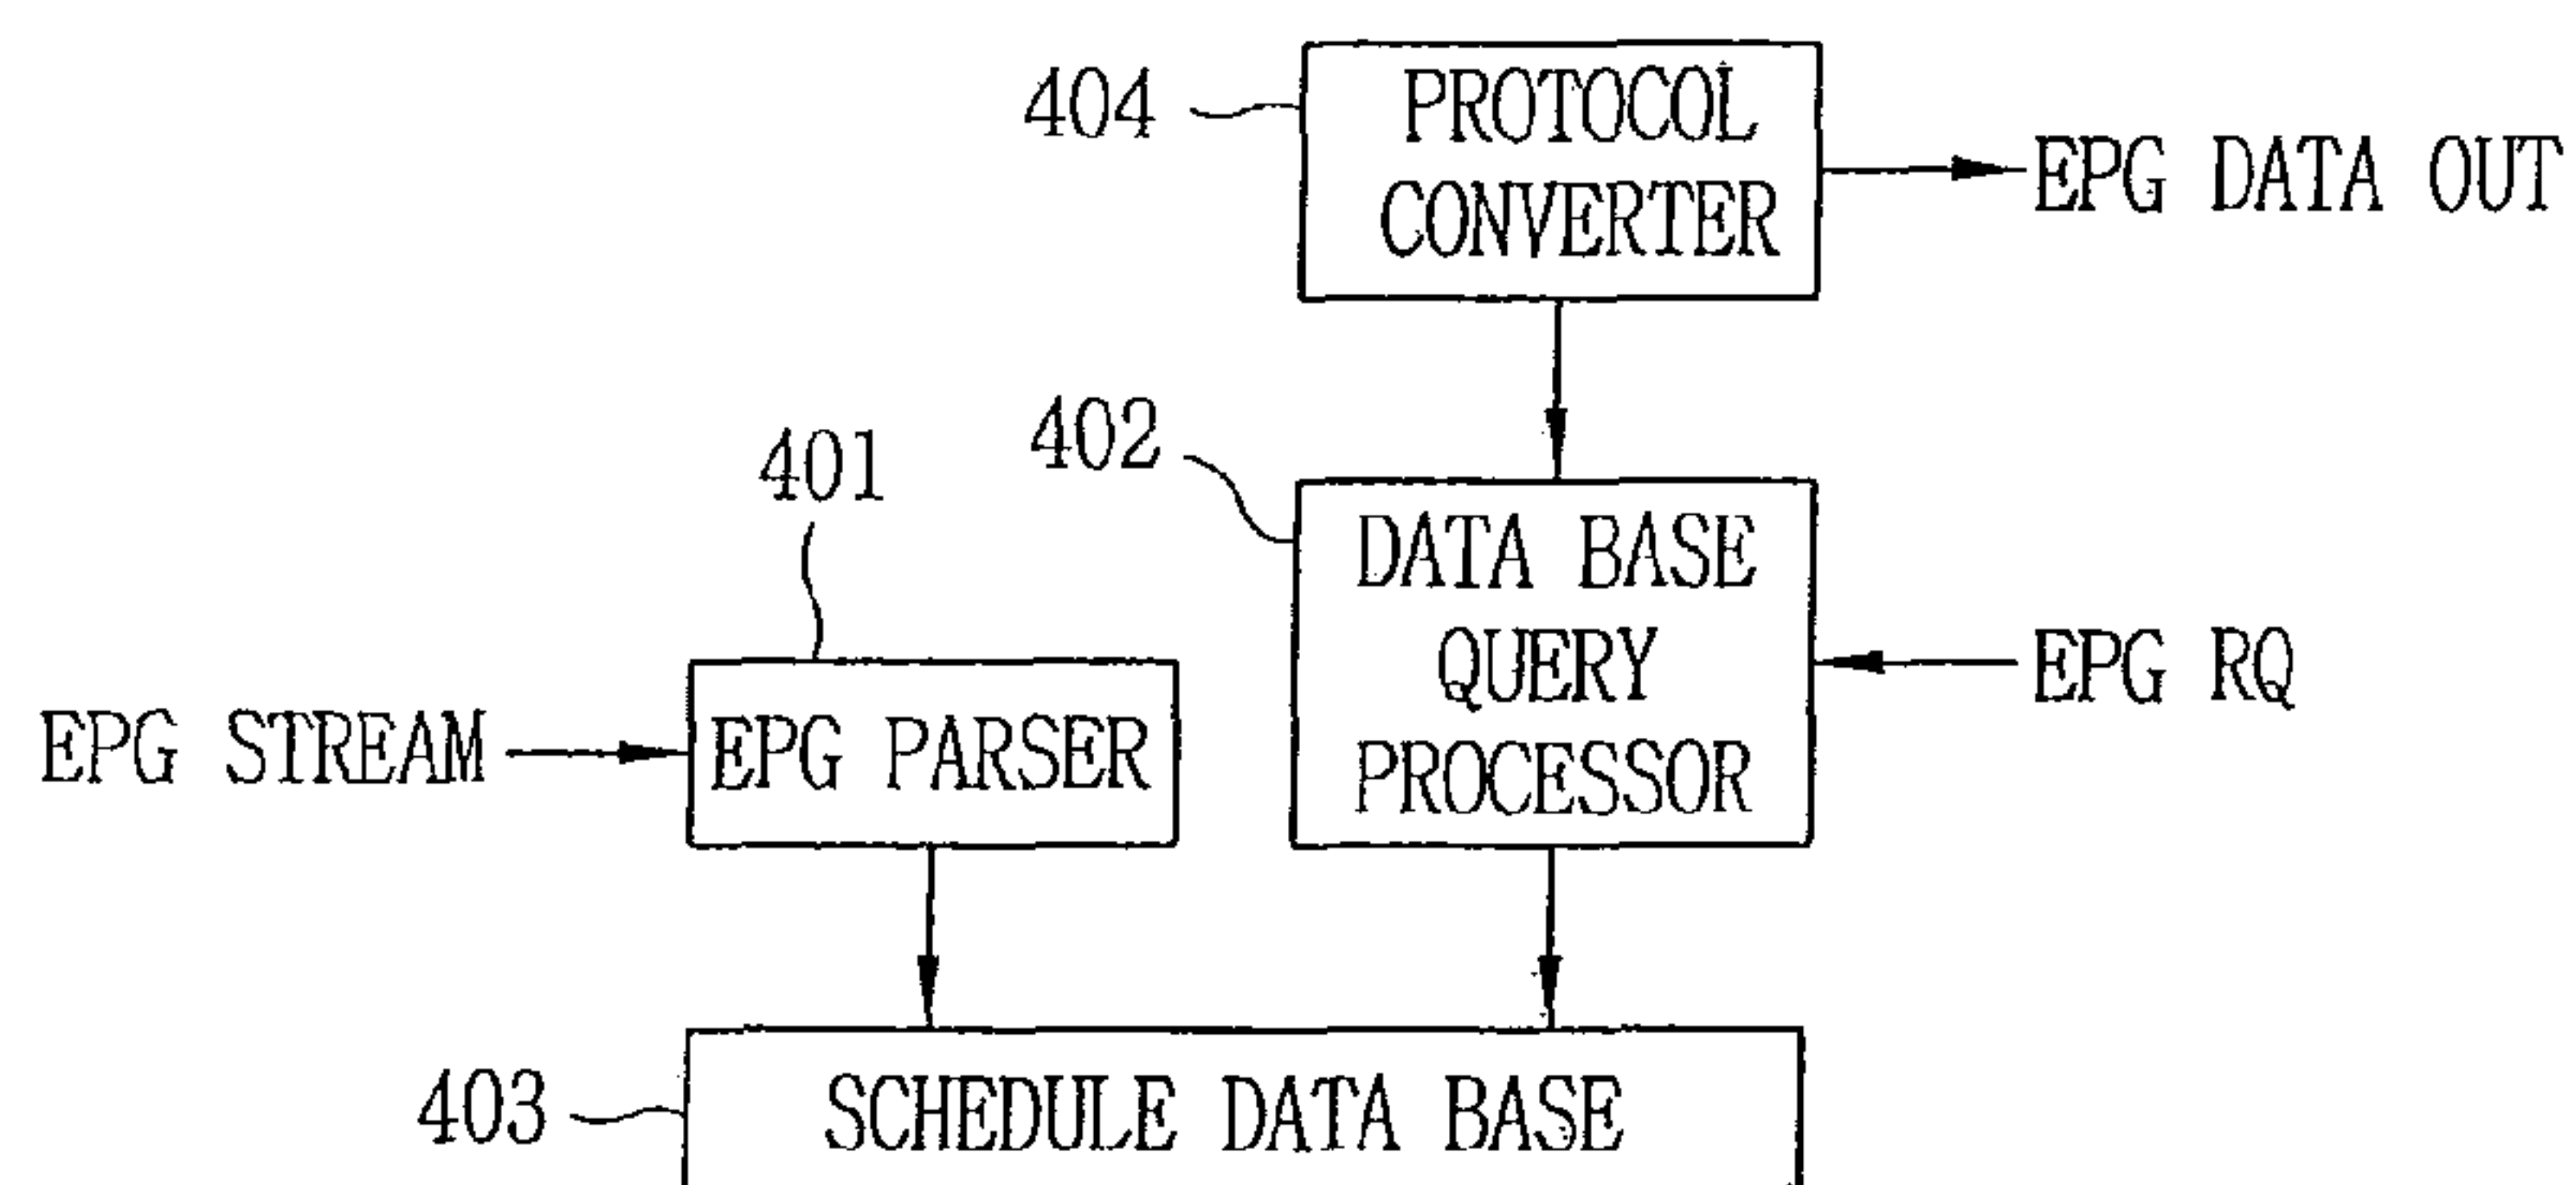 404
PROTOCOL
CONVERTER
EPG DATA OUT
401
402
DATA BASE
QUERY
PROCESSOR
EPG RQ
EPG STREAM
EPG PARSER
403
SCHEDULE DATA BASE